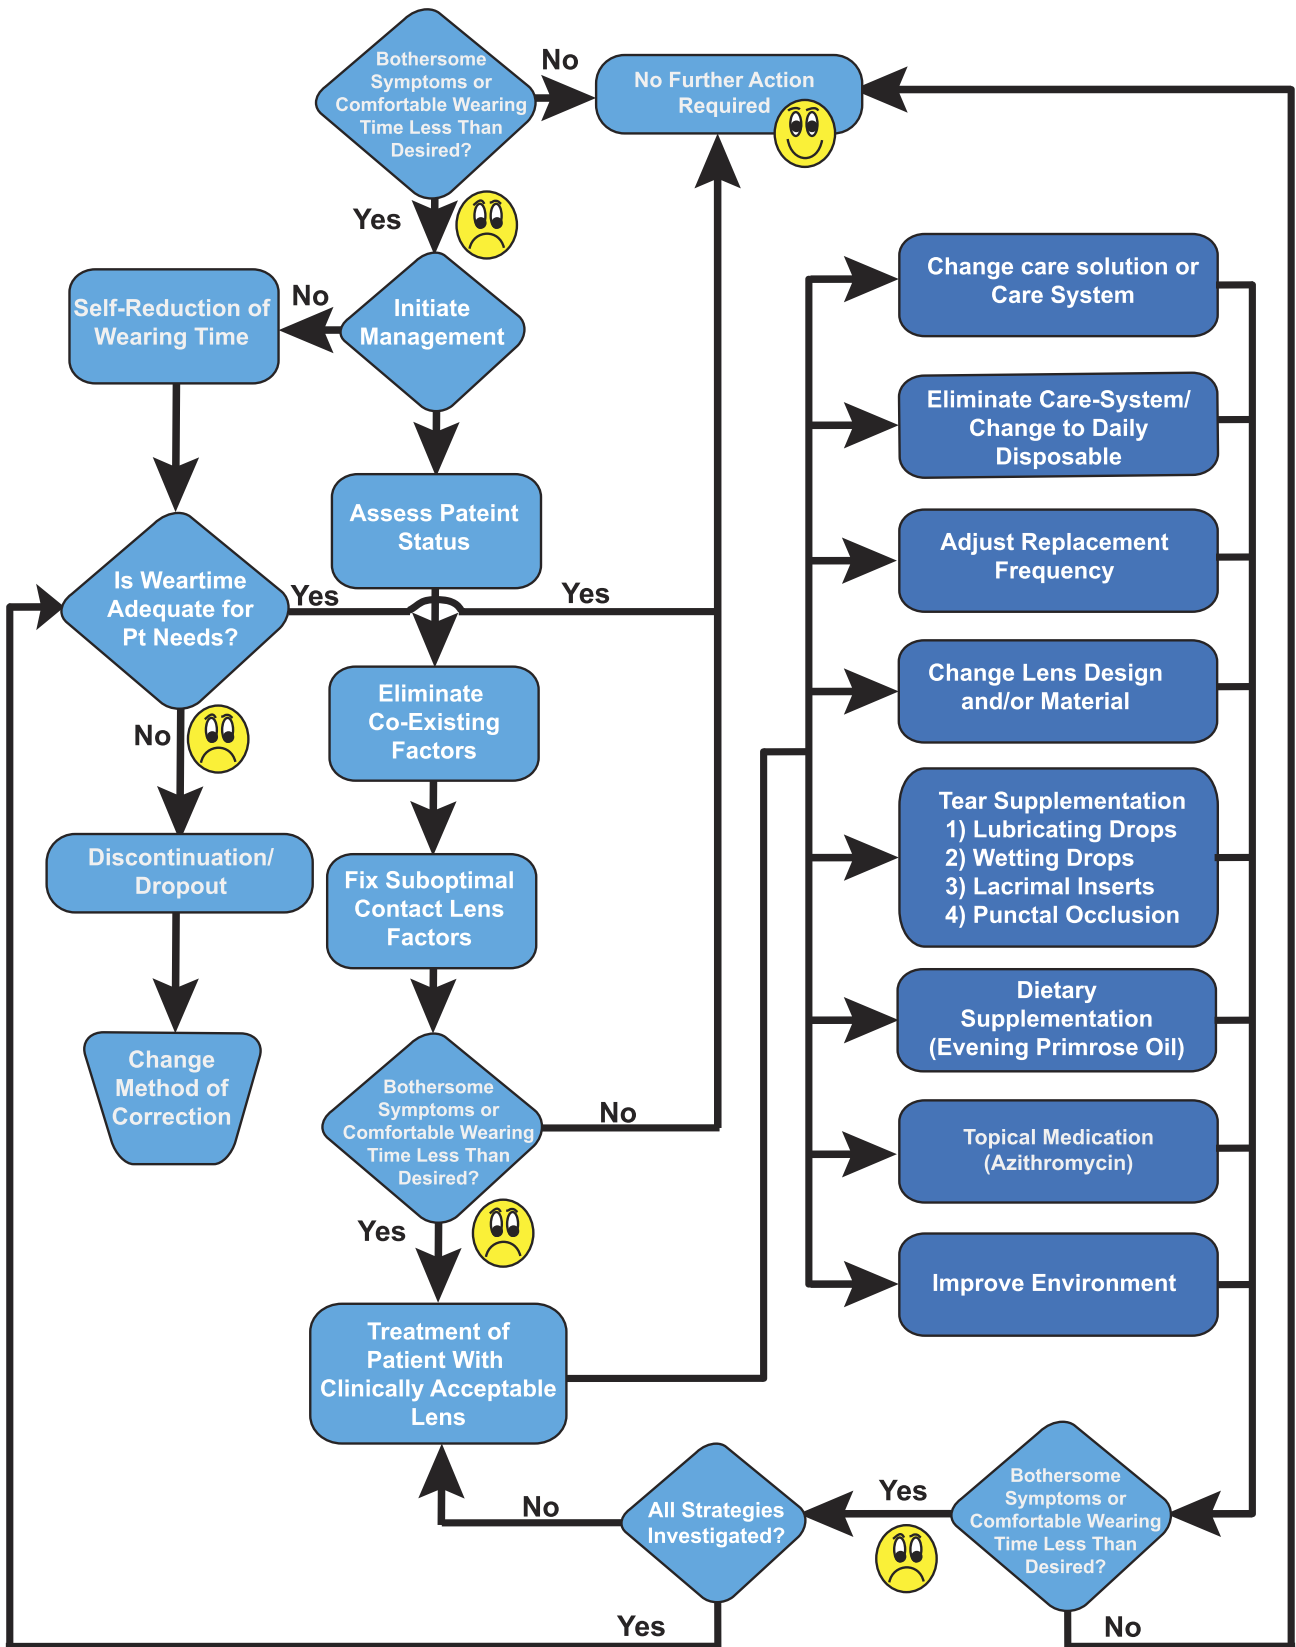 Bothersome
Symptoms or
Comfortable Wearing
Time Less Than
Desired?
No
No Further Action
Required
Yes
Initiate
Management
No
Self-Reduction of
Wearing Time
Assess Pateint
Status
Is Weartime
Adequate for
Pt Needs?
Yes
Yes
Eliminate
Co-Existing
Factors
No
Discontinuation/
Dropout
Change
Method of
Correction
Fix Suboptimal
Contact Lens
Factors
Bothersome
Symptoms or
Comfortable Wearing
Time Less Than
Desired?
No
Yes
Treatment of
Patient With
Clinically Acceptable
Lens
Change care solution or
Care System
Eliminate Care-System/
Change to Daily
Disposable
Adjust Replacement
Frequency
Change Lens Design
and/or Material
Tear Supplementation
1) Lubricating Drops
2) Wetting Drops
3) Lacrimal Inserts
4) Punctal Occlusion
Dietary
Supplementation
(Evening Primrose Oil)
Topical Medication
(Azithromycin)
Improve Environment
Bothersome
Symptoms or
Comfortable Wearing
Time Less Than
Desired?
Yes
All Strategies
Investigated?
No
Yes
No